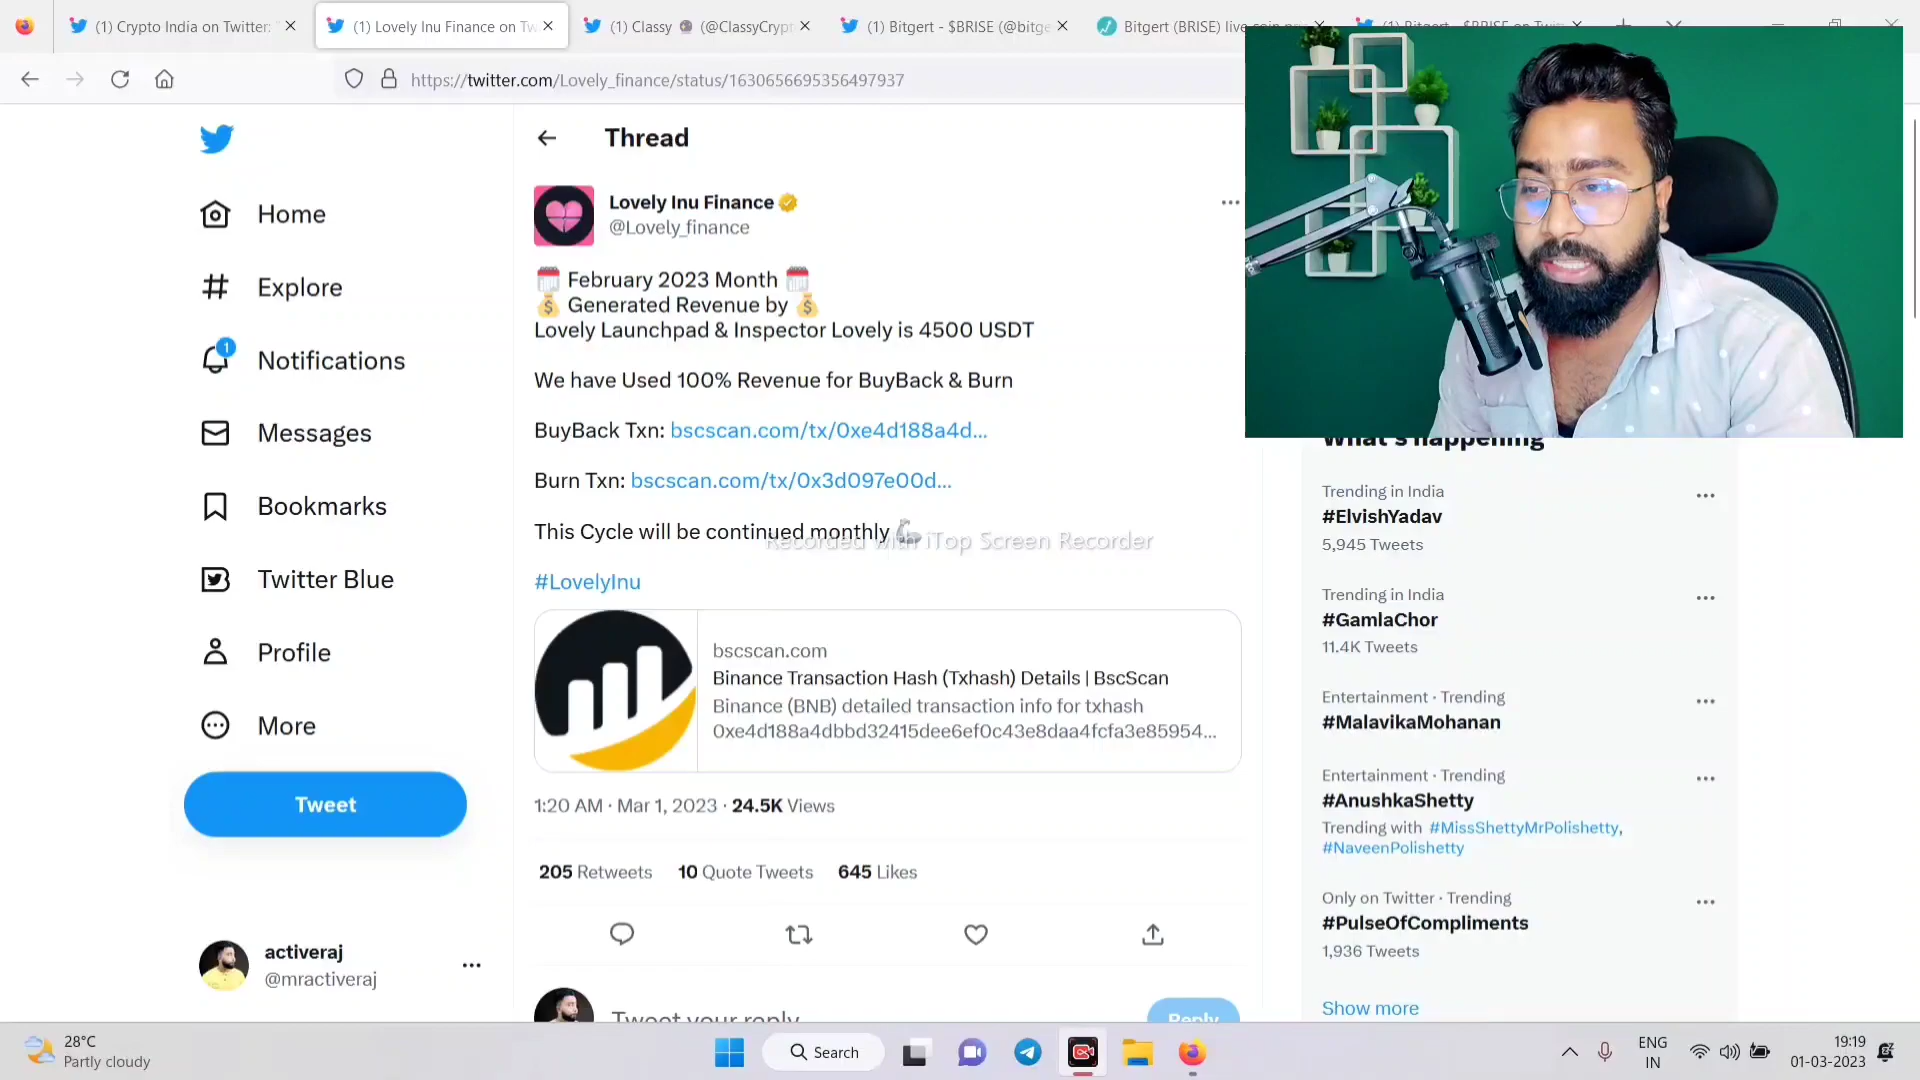 (1) Crypto India on Twitter:
(1) Lovely Inu Finance on Tw
(1) Classy (@ClassyCrypt
(1) Bitgert - $BRISE (@bitge
Bitgert (BRISE) live coin
https://twitter.com/Lovely_finance/status/1630656695356497937
Home
Explore
1
Notifications
Messages
Bookmarks
Twitter Blue
Profile
More
Tweet
activeraj
@mractiveraj
Thread
Lovely Inu Finance
@Lovely_finance
February 2023 Month
Generated Revenue by
Lovely Launchpad & Inspector Lovely is 4500 USDT
We have Used 100% Revenue for BuyBack & Burn
BuyBack Txn: bscscan.com/tx/0xe4d188a4d...
Burn Txn: bscscan.com/tx/0x3d097e00d...
This Cycle will be continued monthly
Recorded with iTop Screen Recorder
#LovelyInu
bscscan.com
Binance Transaction Hash (Txhash) Details | BscScan
Binance (BNB) detailed transaction info for txhash
0xe4d188a4dbbd32415dee6ef0c43e8daa4fcfa3e85954...
1:20 AM · Mar 1, 2023 · 24.5K Views
205 Retweets 10 Quote Tweets 645 Likes
Tweet your reply
Reply
What's happening
Trending in India
#ElvishYadav
5,945 Tweets
Trending in India
#GamlaChor
11.4K Tweets
Entertainment · Trending
#MalavikaMohanan
Entertainment · Trending
#AnushkaShetty
Trending with #MissShettyMrPolishetty,
#NaveenPolishetty
Only on Twitter · Trending
#PulseOfCompliments
1,936 Tweets
Show more
28°C
Partly cloudy
Search
ENG
IN
19:19
01-03-2023